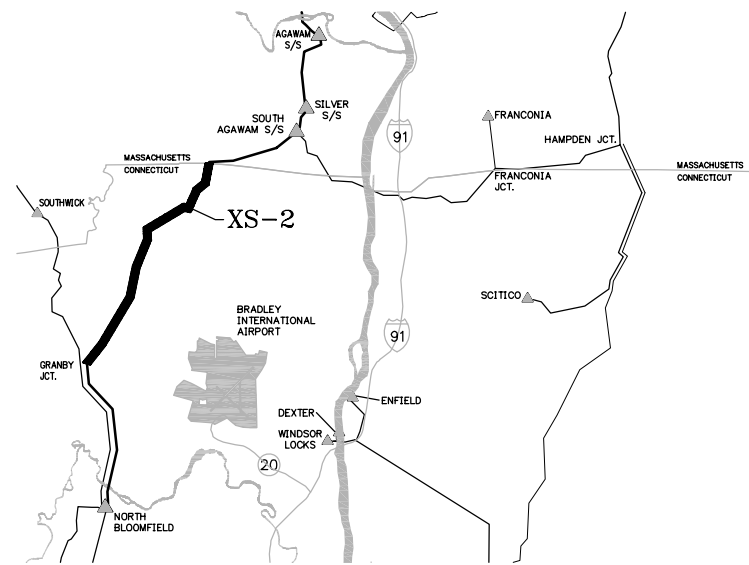 AGAWAM
S/S
SILVER
S/S
SOUTH
AGAWAM S/S
FRANCONIA
91
HAMPDEN JCT.
MASSACHUSETTS
CONNECTICUT
MASSACHUSETTS
CONNECTICUT
FRANCONIA
JCT.
SOUTHWICK
XS-2
SCITICO
BRADLEY
INTERNATIONAL
AIRPORT
91
GRANBY
JCT.
ENFIELD
DEXTER
WINDSOR
LOCKS
20
NORTH
BLOOMFIELD